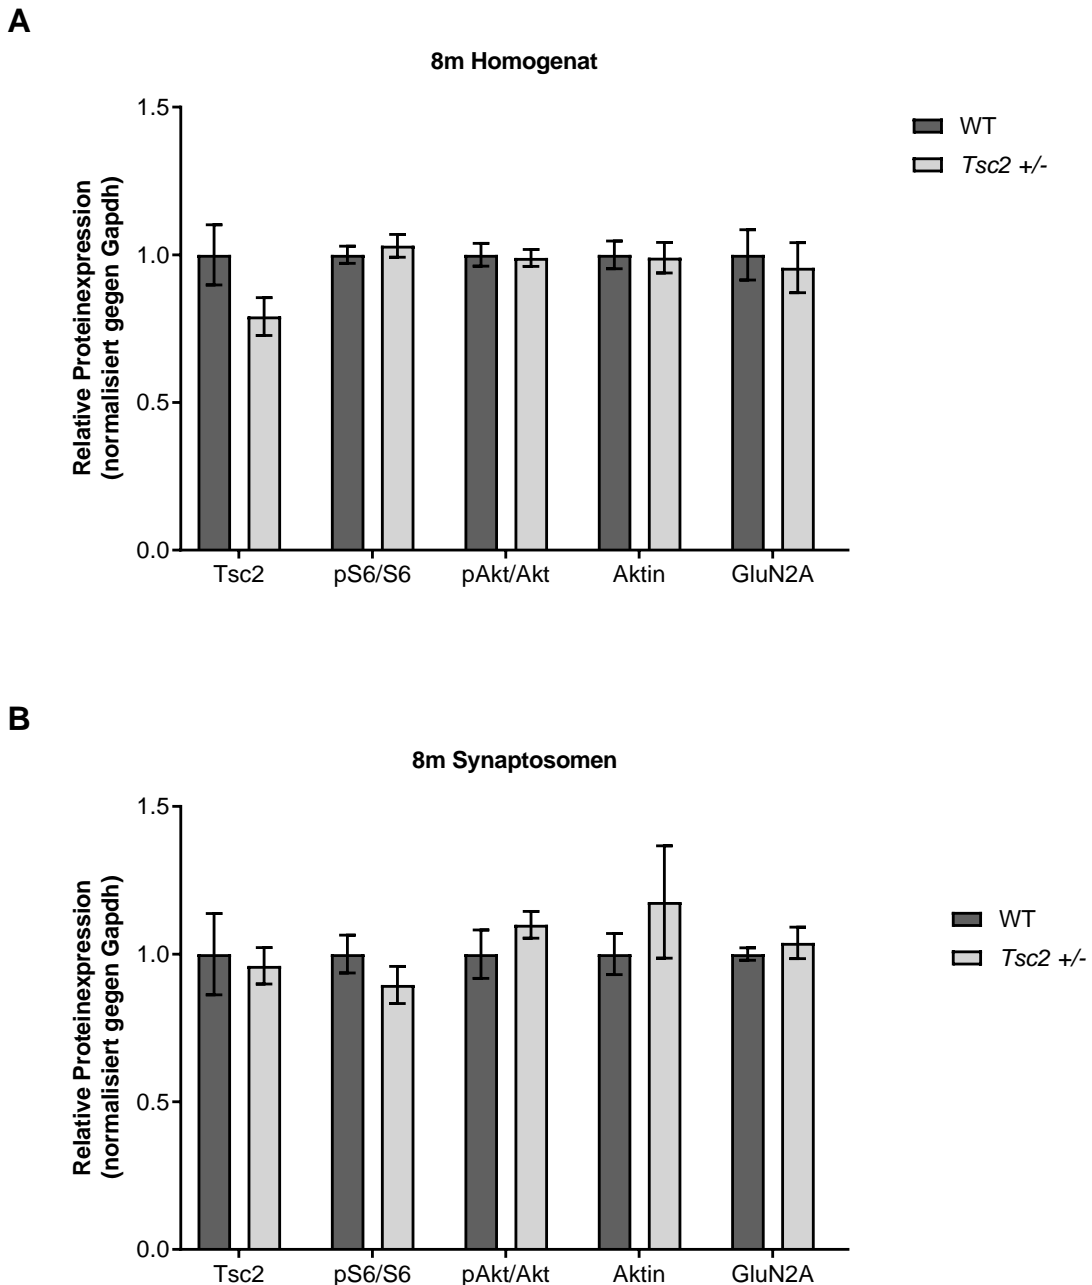 A
8m Homogenat
Relative Proteinexpression
(normalisiert gegen Gapdh)
1.5
1.0
0.5
0.0
Tsc2 pS6/S6 pAkt/Akt Aktin GluN2A
WT
Tsc2 +/-
B
8m Synaptosomen
Relative Proteinexpression
(normalisiert gegen Gapdh)
1.5
1.0
0.5
0.0
Tsc2 pS6/S6 pAkt/Akt Aktin GluN2A
WT
Tsc2 +/-